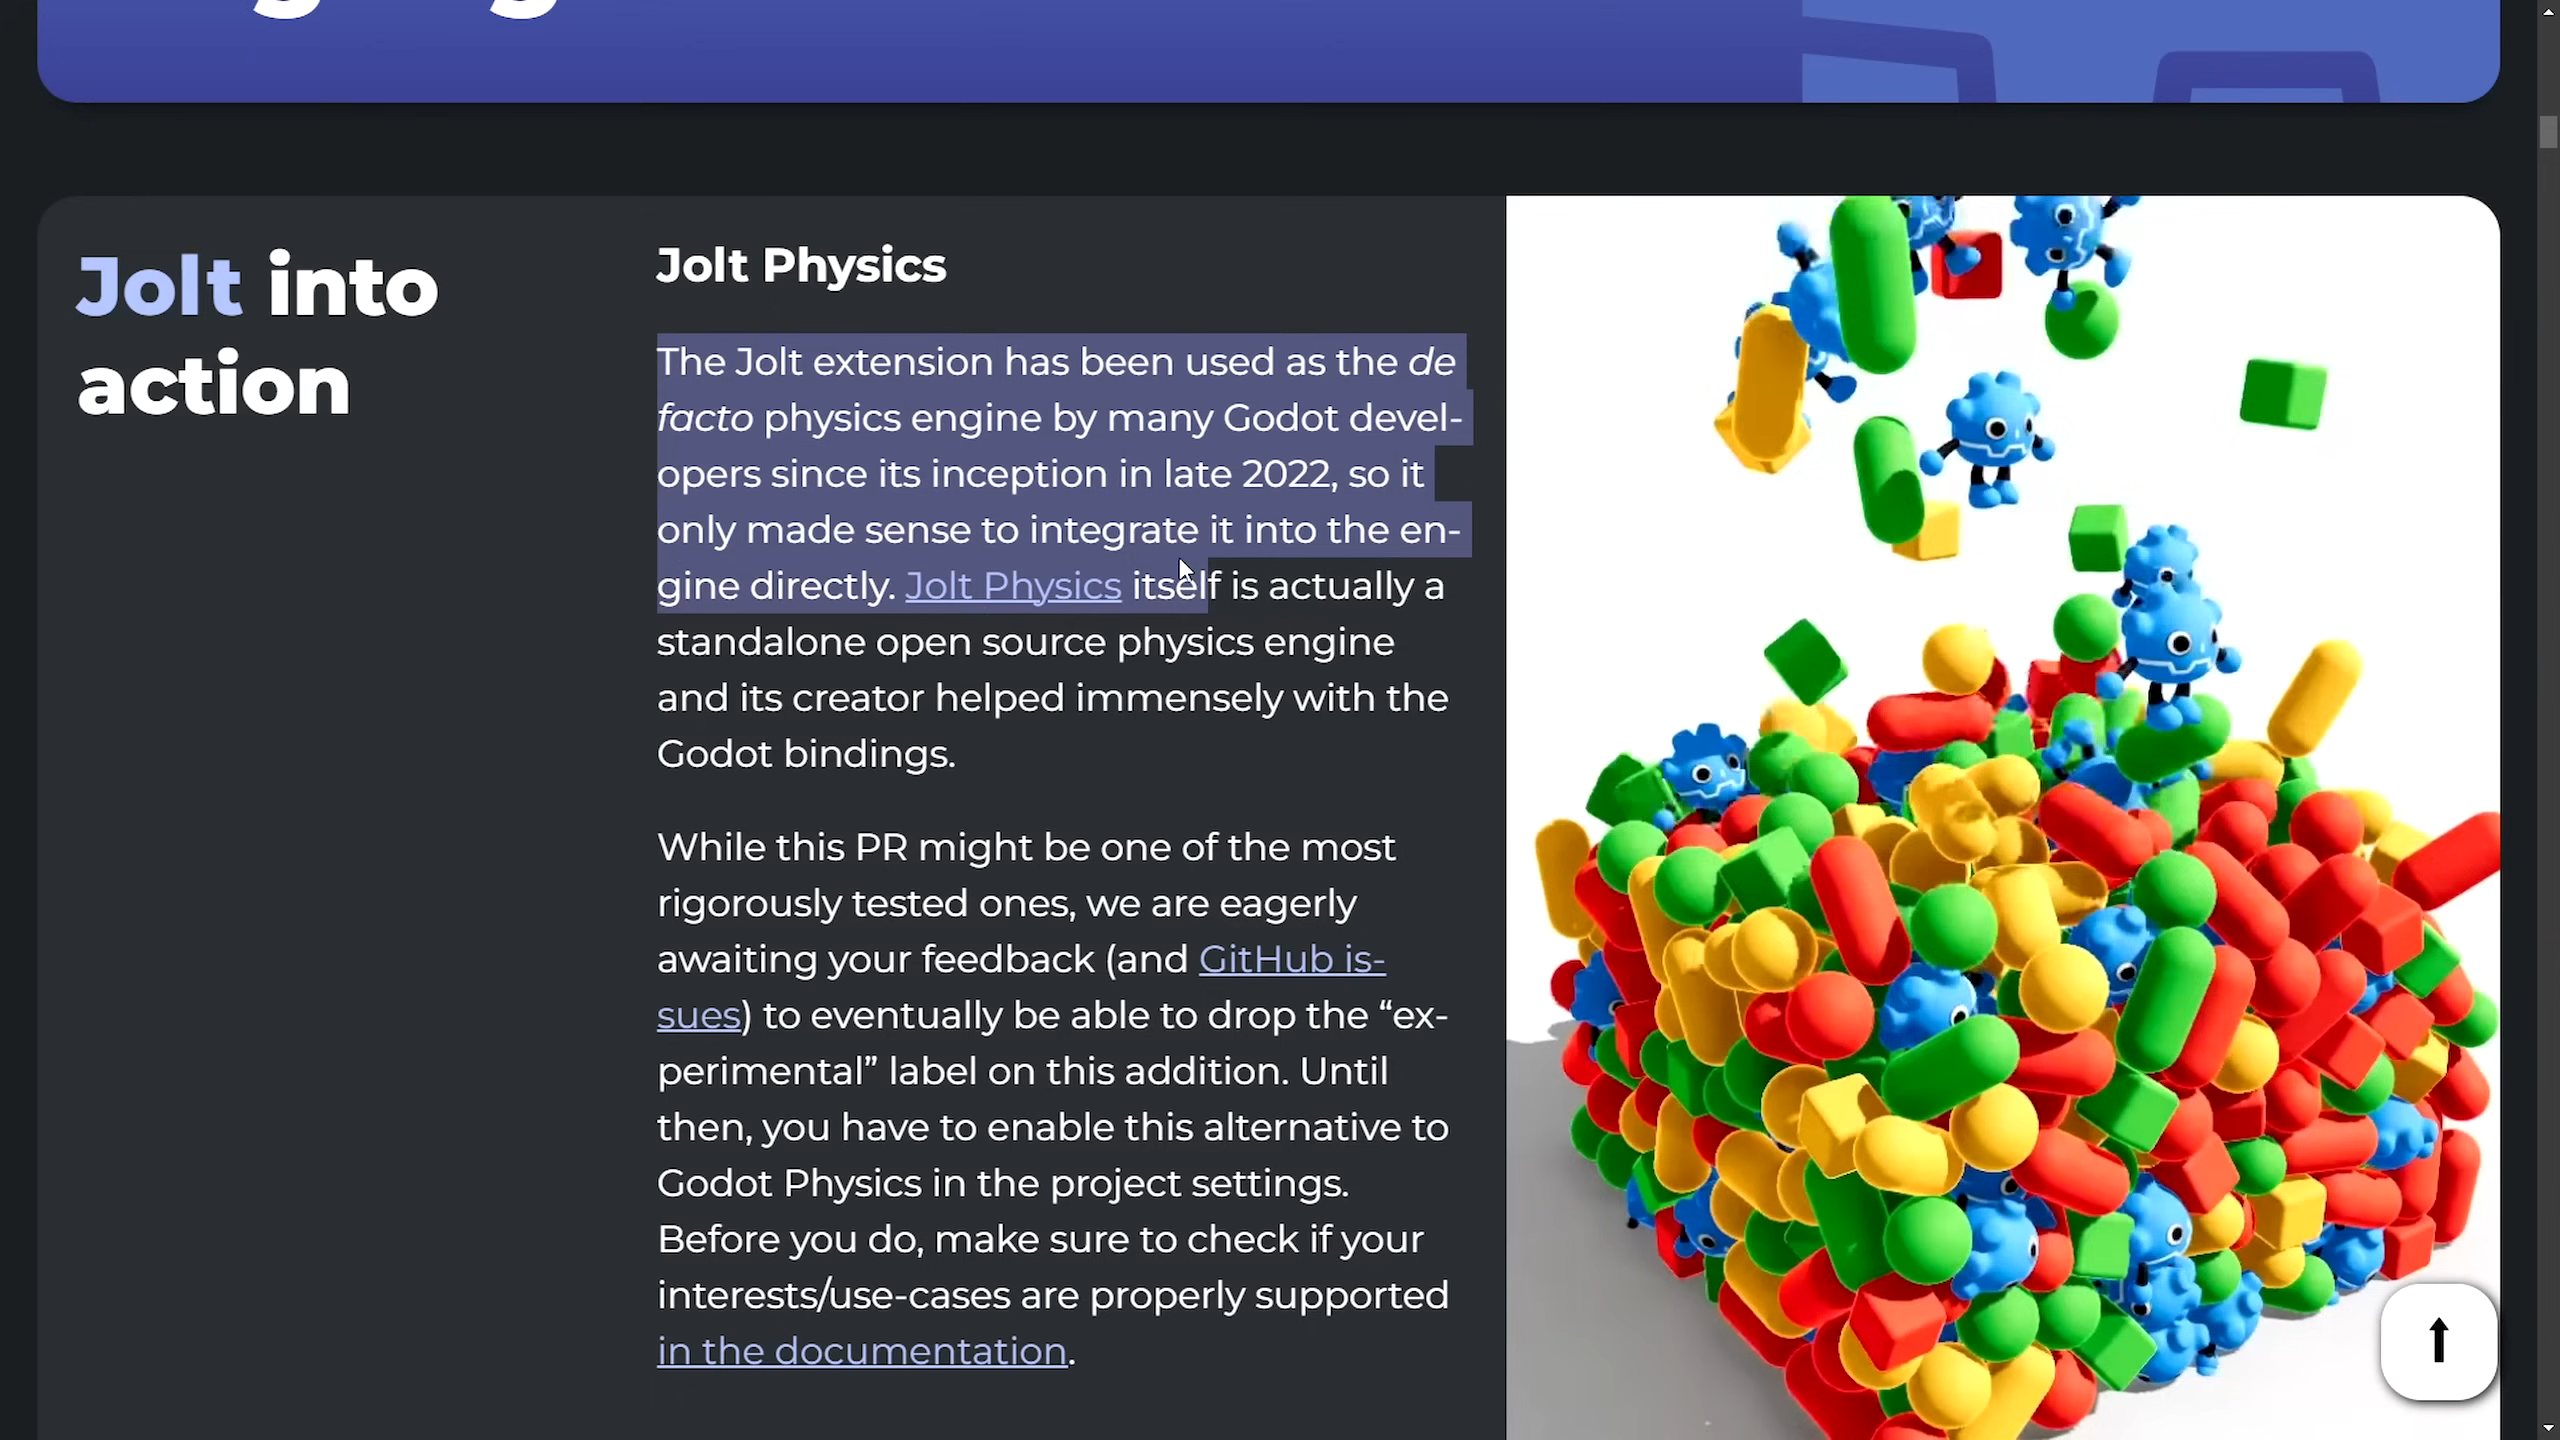 Jolt into
action
Jolt Physics
The Jolt extension has been used as the de
facto physics engine by many Godot devel-
opers since its inception in late 2022, so it
only made sense to integrate it into the en-
gine directly. Jolt Physics itself is actually a
standalone open source physics engine
and its creator helped immensely with the
Godot bindings.
While this PR might be one of the most
rigorously tested ones, we are eagerly
awaiting your feedback (and GitHub is-
sues) to eventually be able to drop the “ex-
perimental” label on this addition. Until
then, you have to enable this alternative to
Godot Physics in the project settings.
Before you do, make sure to check if your
interests/use-cases are properly supported
in the documentation.